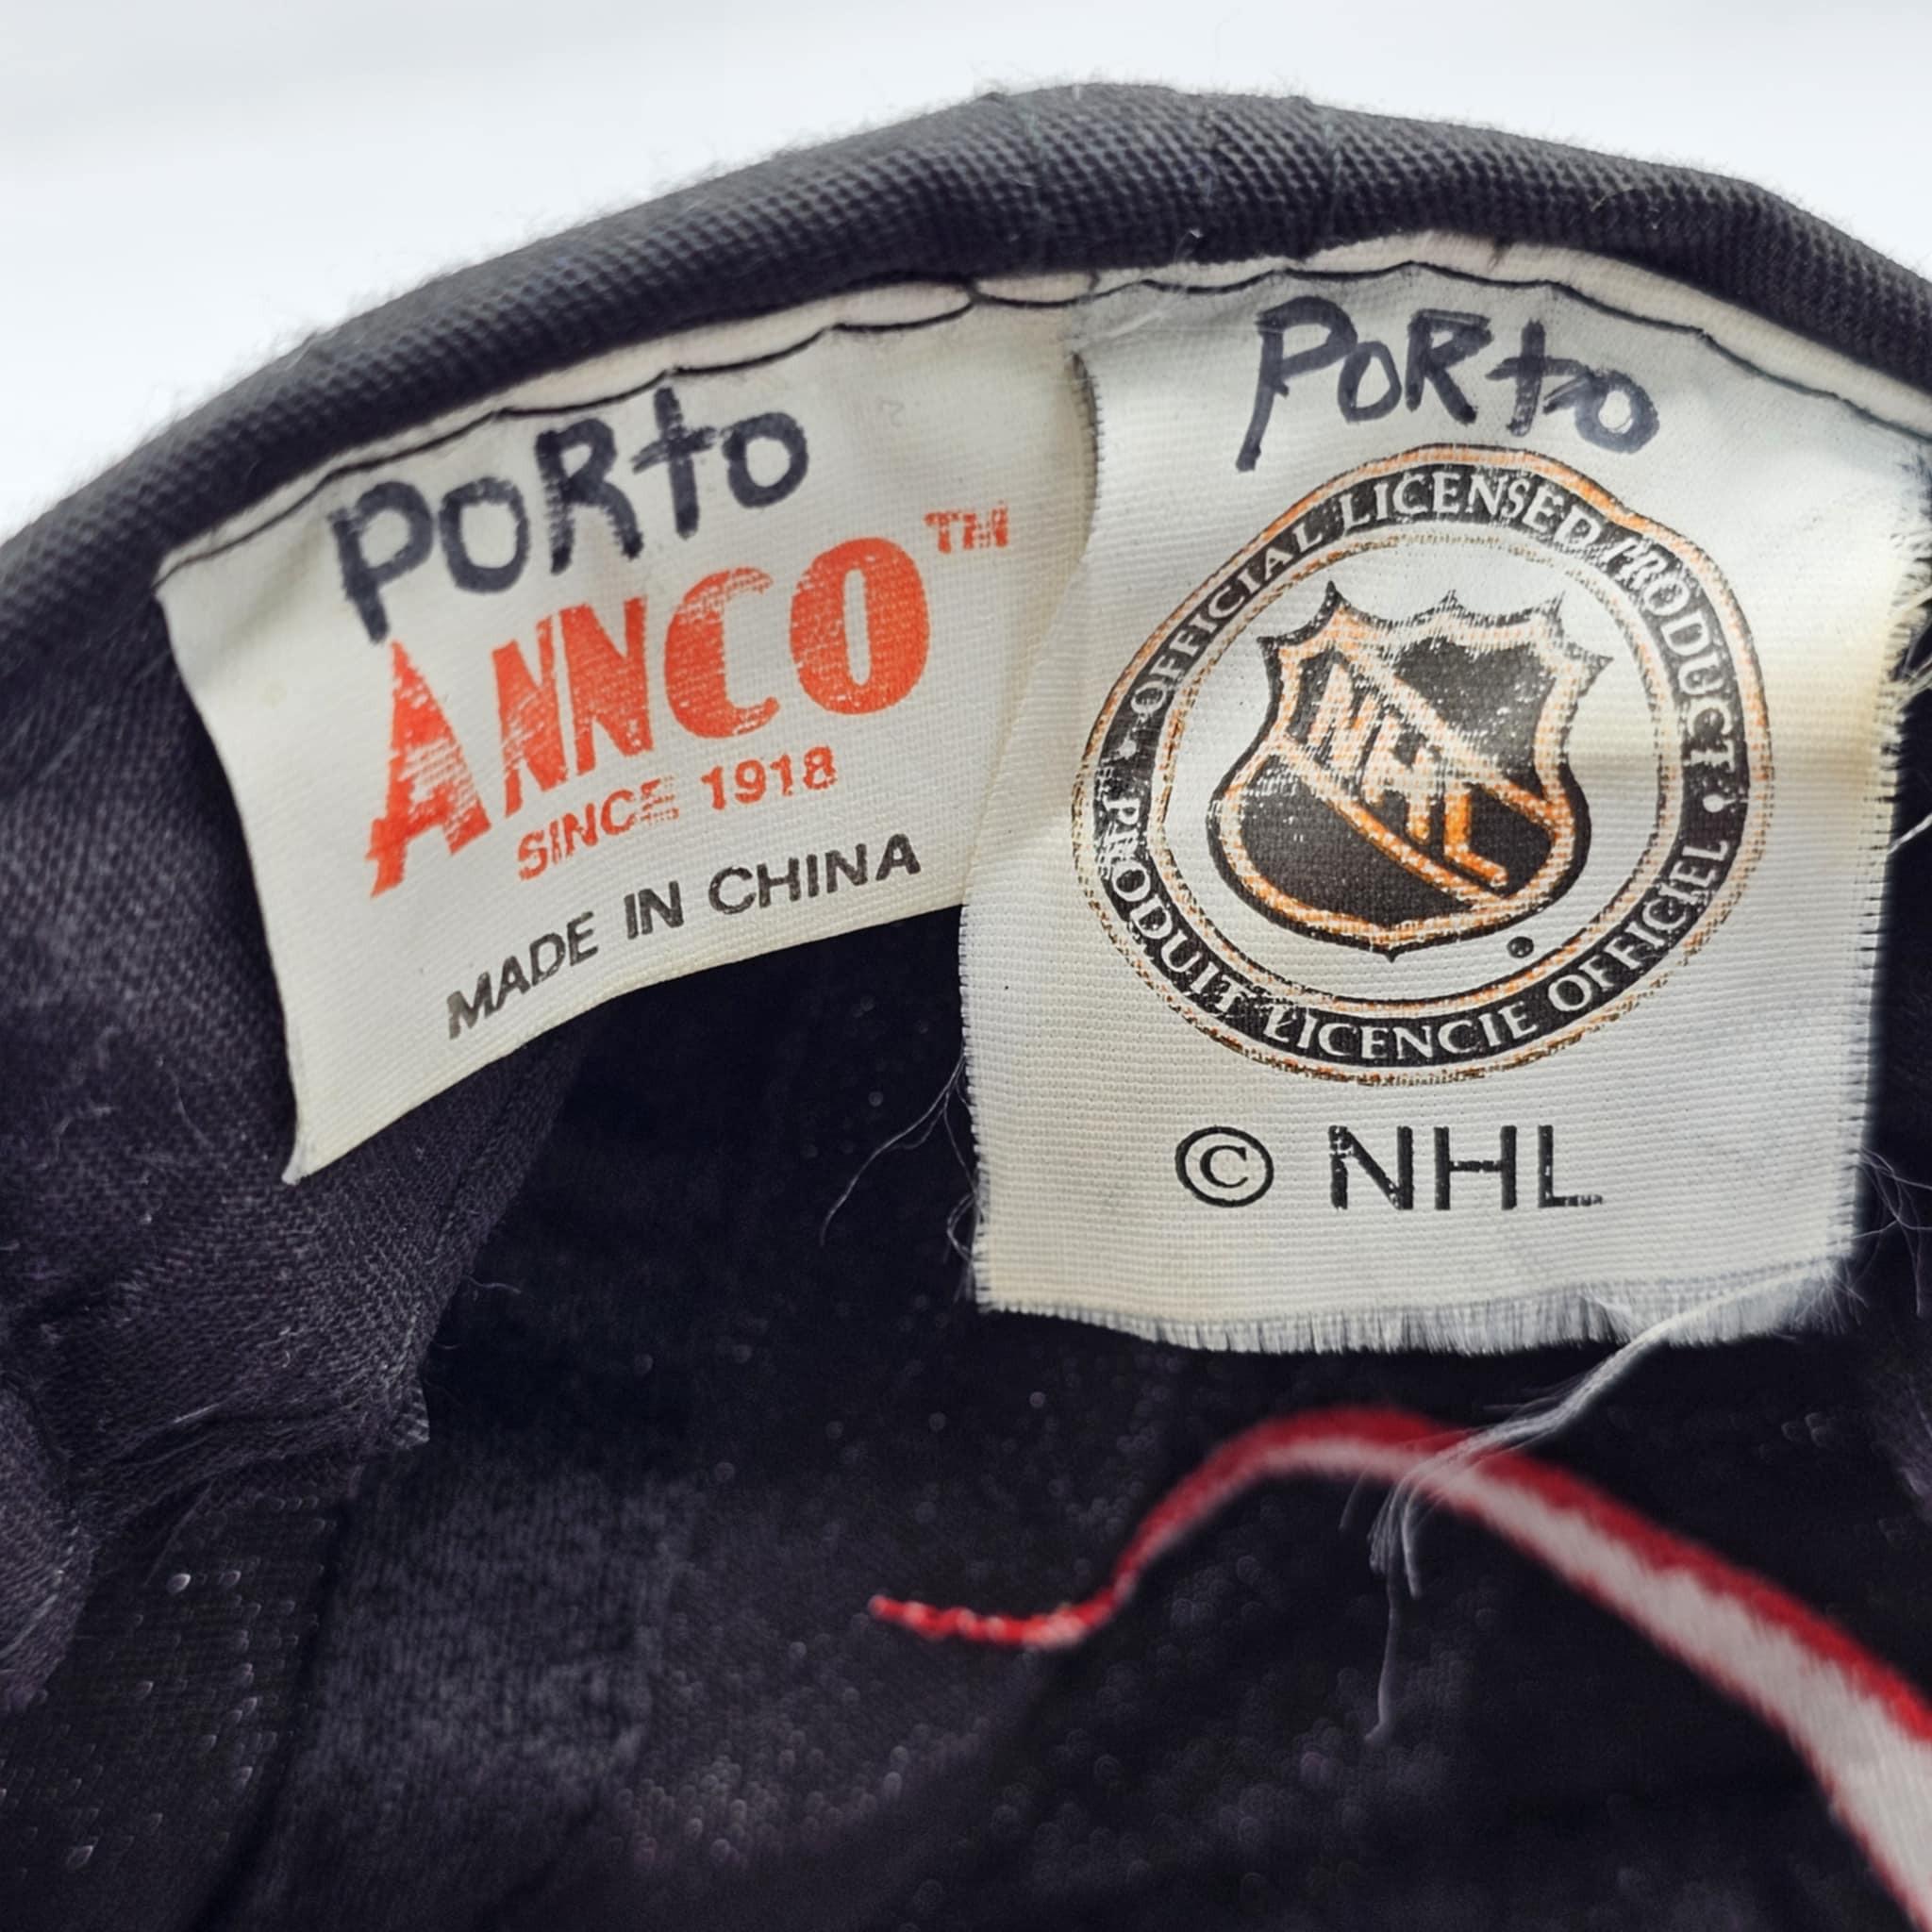 PORto
ANNCO™
SINCE 1918
MADE IN CHINA
PORto
OFFICIAL LICENSED PRODUCT
NHL
PRODUIT LICENCIE OFFICIEL
© NHL